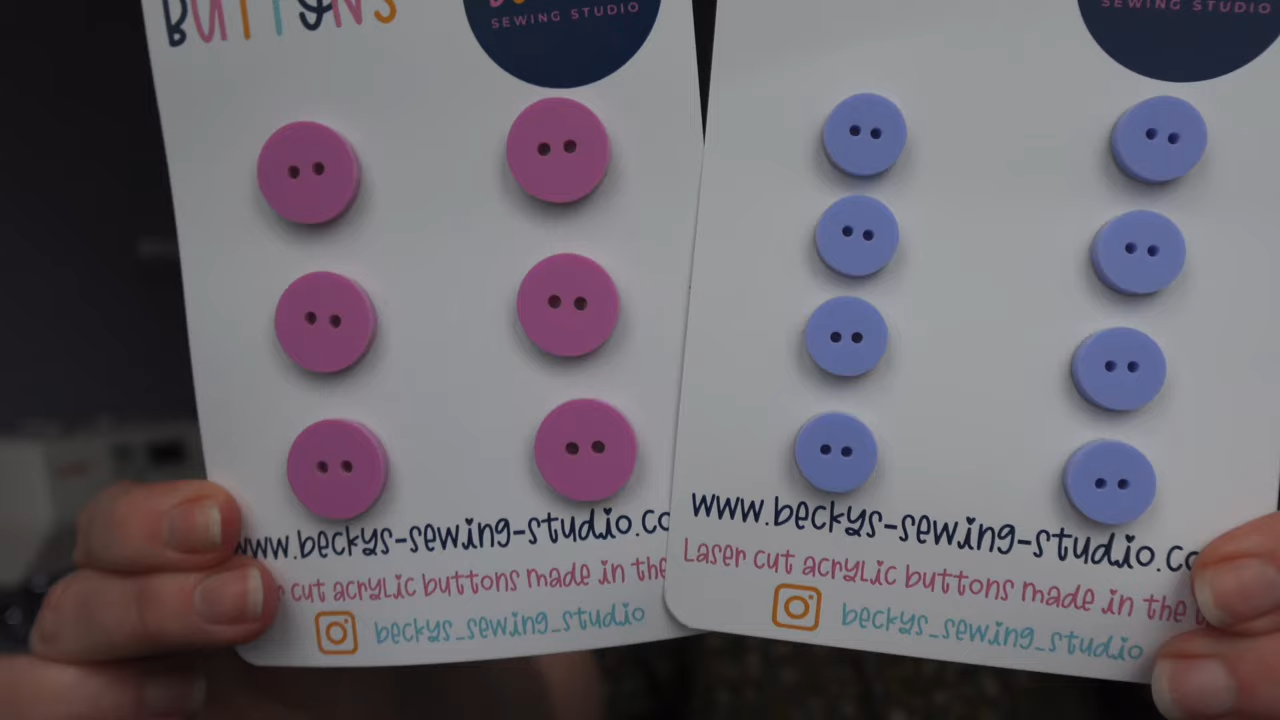 BUTTONS
SEWING STUDIO
www.beckys-sewing-studio.co
cut acrylic buttons made in the
beckys_sewing_studio
SEWING STUDIO
www.beckys-sewing-studio.co
Laser cut acrylic buttons made in the
beckys_sewing_studio